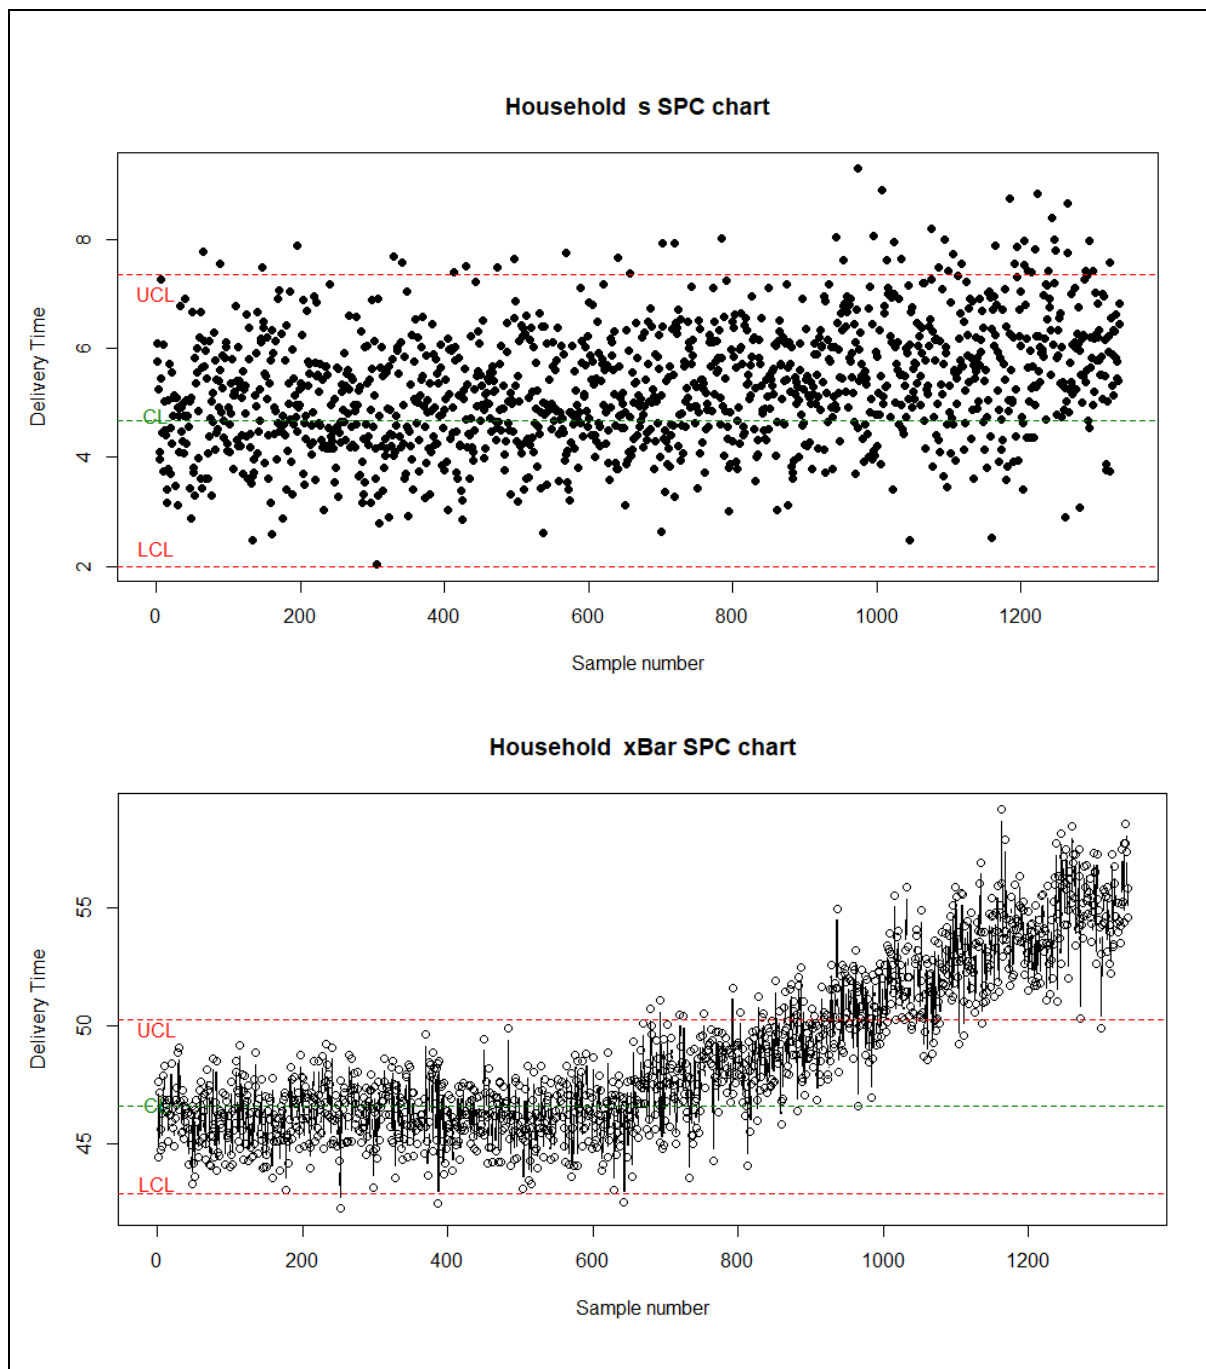 Household  s SPC chart
Delivery Time
8
6
4
2
UCL
CL
LCL
0 200 400 600 800 1000 1200
Sample number
Household  xBar SPC chart
Delivery Time
55
50
45
UCL
CL
LCL
0 200 400 600 800 1000 1200
Sample number